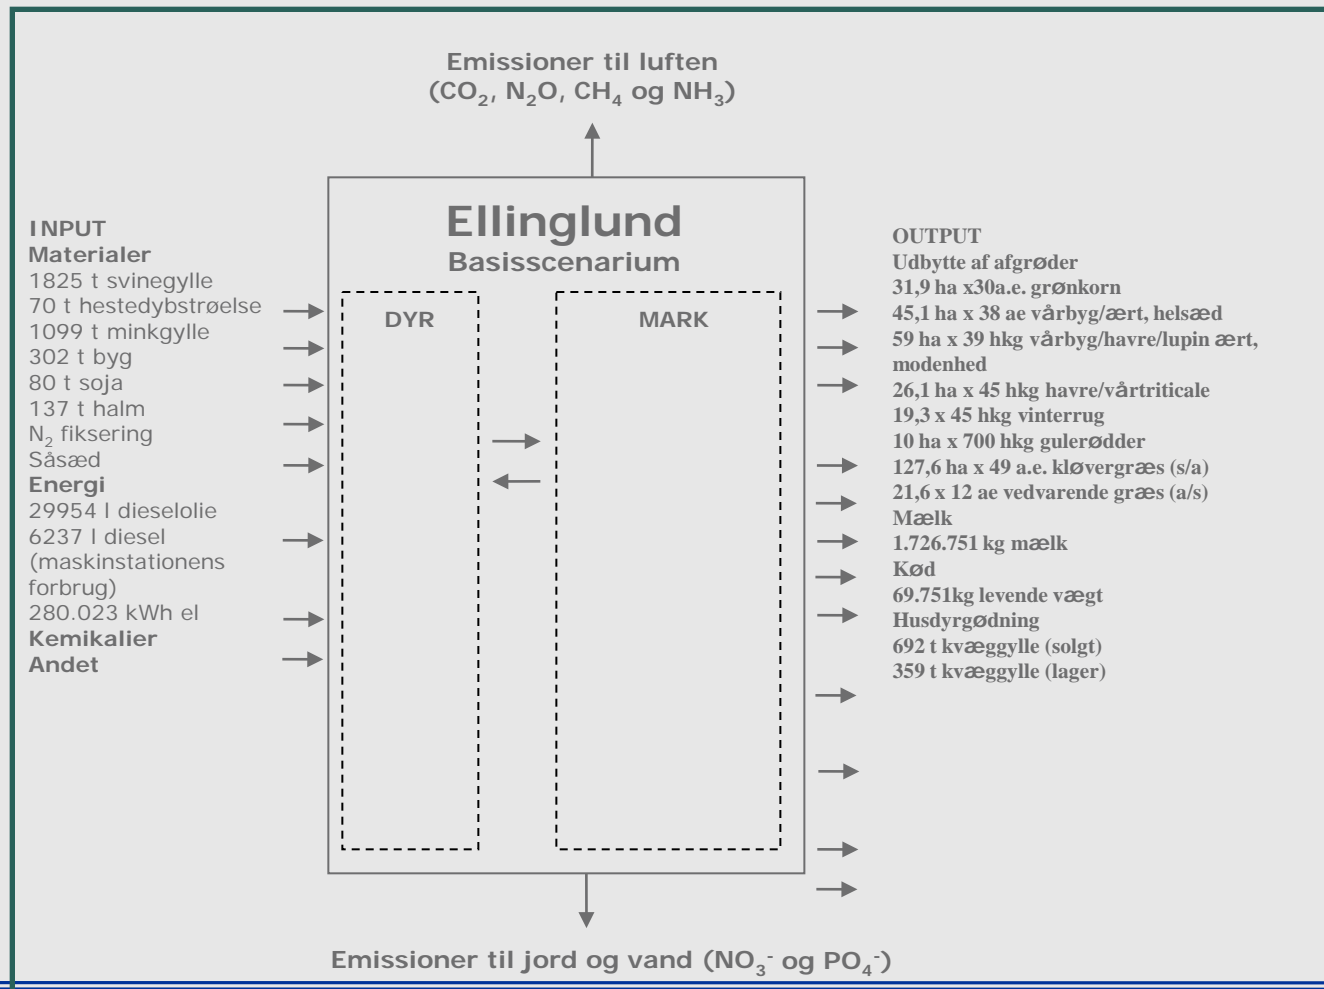 Emissioner til luften
(CO₂, N₂O, CH₄ og NH₃)
Ellinglund
Basisscenarium
DYR
MARK
INPUT
Materialer
1825 t svinegylle
70 t hestedybstrøelse
1099 t minkgylle
302 t byg
80 t soja
137 t halm
N₂ fiksering
Såsæd
Energi
29954 l dieselolie
6237 l diesel
(maskinstationens
forbrug)
280.023 kWh el
Kemikalier
Andet
OUTPUT
Udbytte af afgrøder
31,9 ha x30a.e. grønkorn
45,1 ha x 38 ae vårbyg/ært, helsæd
59 ha x 39 hkg vårbyg/havre/lupin ært,
modenhed
26,1 ha x 45 hkg havre/vårtriticale
19,3 x 45 hkg vinterrug
10 ha x 700 hkg gulerødder
127,6 ha x 49 a.e. kløvergræs (s/a)
21,6 x 12 ae vedvarende græs (a/s)
Mælk
1.726.751 kg mælk
Kød
69.751kg levende vægt
Husdyrgødning
692 t kvæggylle (solgt)
359 t kvæggylle (lager)
Emissioner til jord og vand (NO₃⁻ og PO₄⁻)